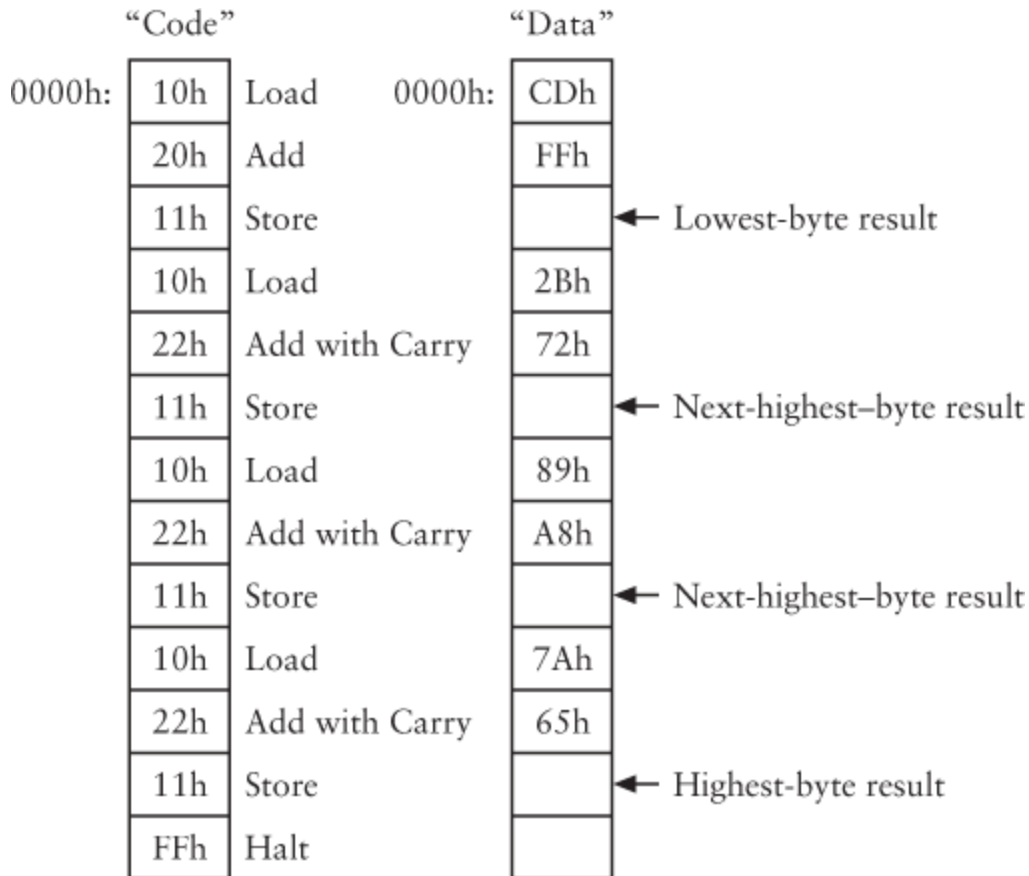 “Code” “Data”
0000h: 10h Load 0000h: CDh
20h Add FFh
11h Store Lowest-byte result
10h Load 2Bh
22h Add with Carry 72h
11h Store Next-highest–byte result
10h Load 89h
22h Add with Carry A8h
11h Store Next-highest–byte result
10h Load 7Ah
22h Add with Carry 65h
11h Store Highest-byte result
FFh Halt